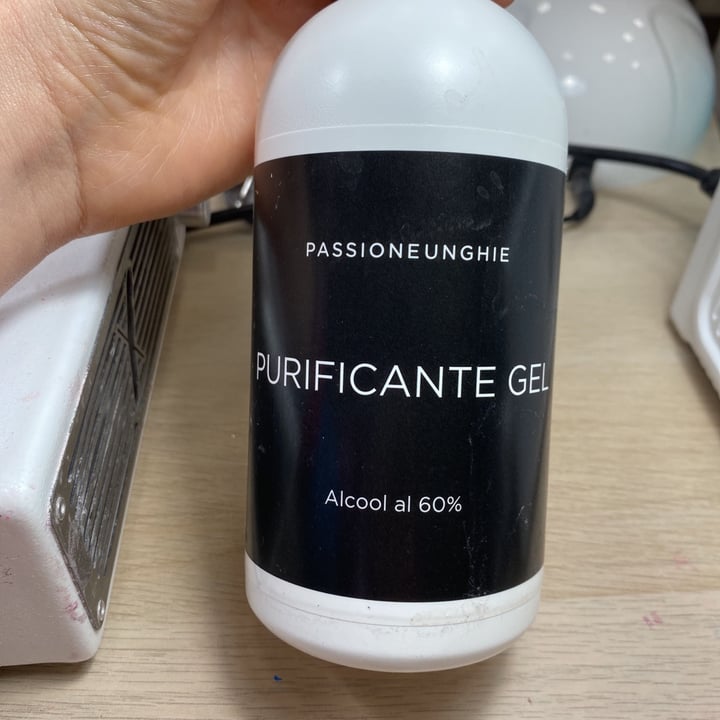 PASSIONEUNGHIE
PURIFICANTE GEL
Alcool al 60%